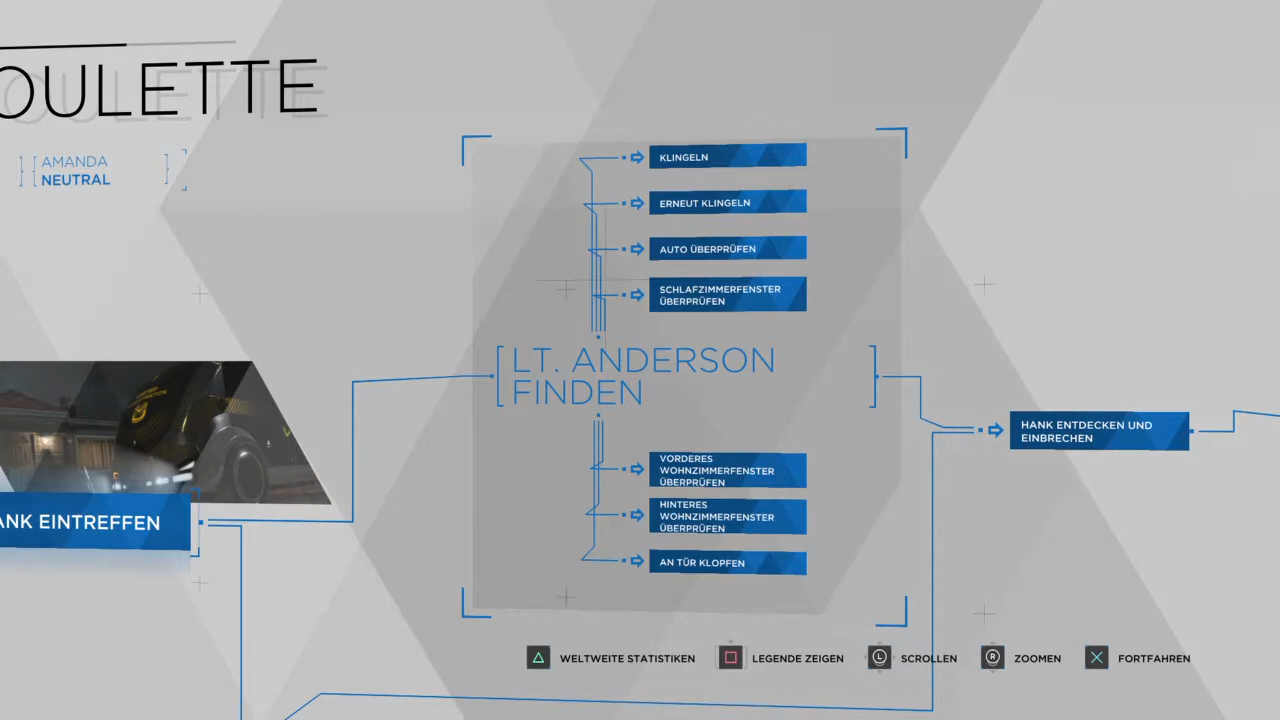 OULETTE
AMANDA
NEUTRAL
KLINGELN
ERNEUT KLINGELN
AUTO ÜBERPRÜFEN
SCHLAFZIMMERFENSTER
ÜBERPRÜFEN
LT. ANDERSON
FINDEN
VORDERES
WOHNZIMMERFENSTER
ÜBERPRÜFEN
HINTERES
WOHNZIMMERFENSTER
ÜBERPRÜFEN
AN TÜR KLOPFEN
HANK ENTDECKEN UND
EINBRECHEN
ANK EINTREFFEN
WELTWEITE STATISTIKEN
LEGENDE ZEIGEN
L SCROLLEN
R ZOOMEN
FORTFAHREN